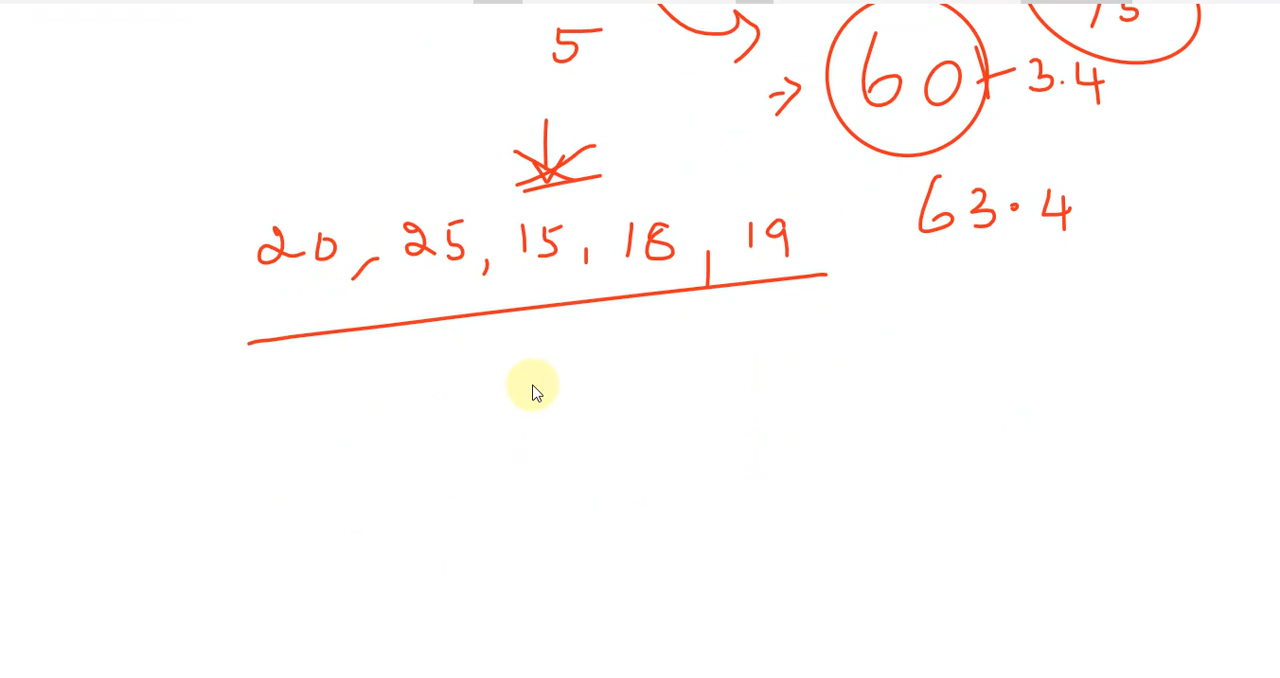 5
60 + 3.4
63.4
20, 25, 15, 18, 19